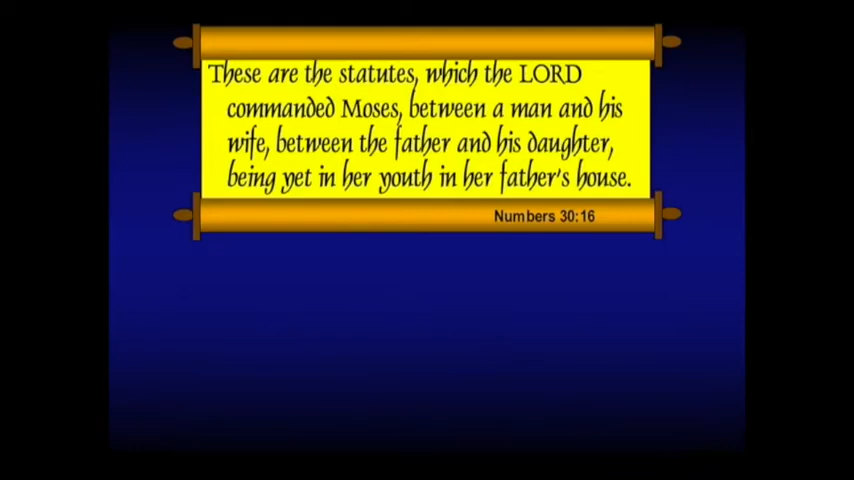 These are the statutes, which the LORD
commanded Moses, between a man and his
wife, between the father and his daughter,
being yet in her youth in her father's house.
Numbers 30:16